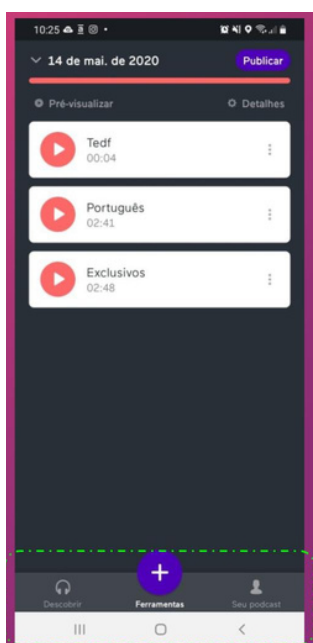 10:25
14 de mai. de 2020 Publicar
Pré-visualizar Detalhes
Tedf
00:04
Português
02:41
Exclusivos
02:48
Descobrir Ferramentas Seu podcast